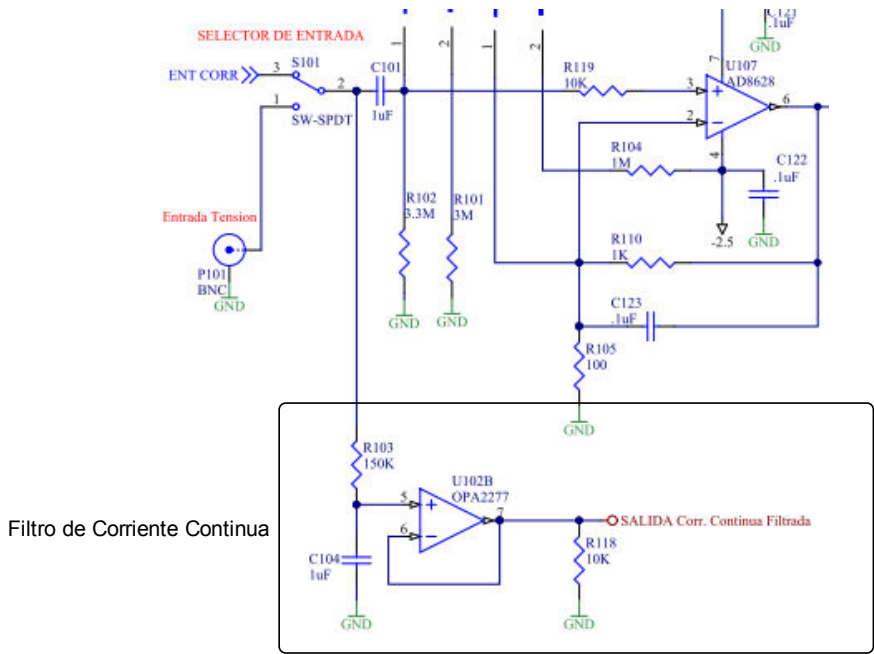 C121
.1uF
GND
SELECTOR DE ENTRADA
S101
ENT CORR
3
2
1
SW-SPDT
C101
1uF
1
2
1
2
R119
10K
3
2
7
U107
AD8628
6
4
R104
1M
C122
.1uF
-2.5
GND
R102
3.3M
R101
3M
Entrada Tension
P101
BNC
GND
GND
GND
R110
1K
C123
.1uF
R105
100
GND
R103
150K
U102B
OPA2277
5
6
7
SALIDA Corr. Continua Filtrada
Filtro de Corriente Continua
C104
1uF
R118
10K
GND
GND